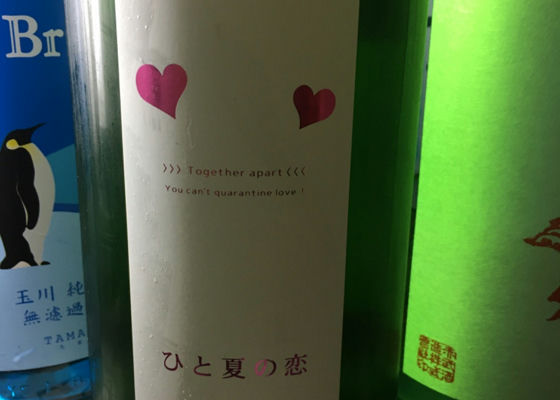 Br
玉川 純
無濾過
TAMA
>>> Together apart <<<
You can't quarantine love !
ひと夏の恋